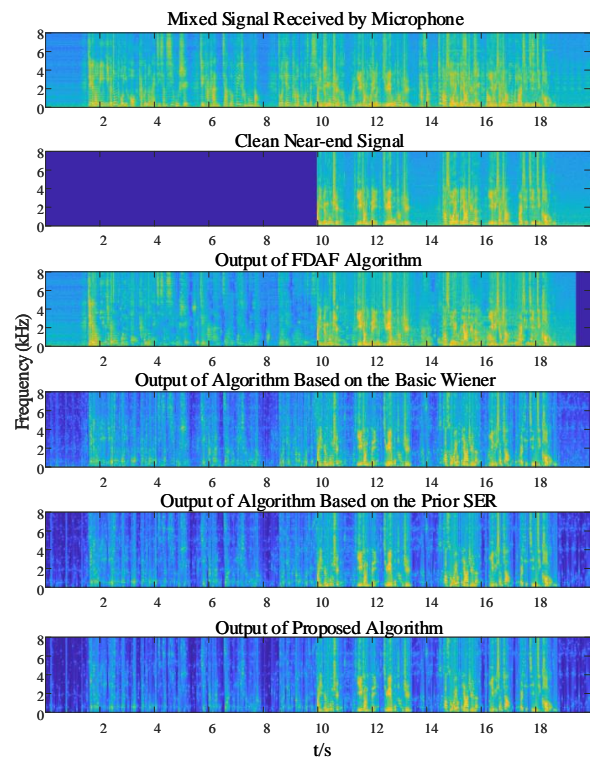 Mixed Signal Received by Microphone
8
6
4
2
0
2 4 6 8 10 12 14 16 18
Clean Near-end Signal
8
6
4
2
0
2 4 6 8 10 12 14 16 18
Output of FDAF Algorithm
8
6
4
2
0
2 4 6 8 10 12 14 16 18
Frequency (kHz)
Output of Algorithm Based on the Basic Wiener
8
6
4
2
0
2 4 6 8 10 12 14 16 18
Output of Algorithm Based on the Prior SER
8
6
4
2
0
2 4 6 8 10 12 14 16 18
Output of Proposed Algorithm
8
6
4
2
0
2 4 6 8 10 12 14 16 18
t/s